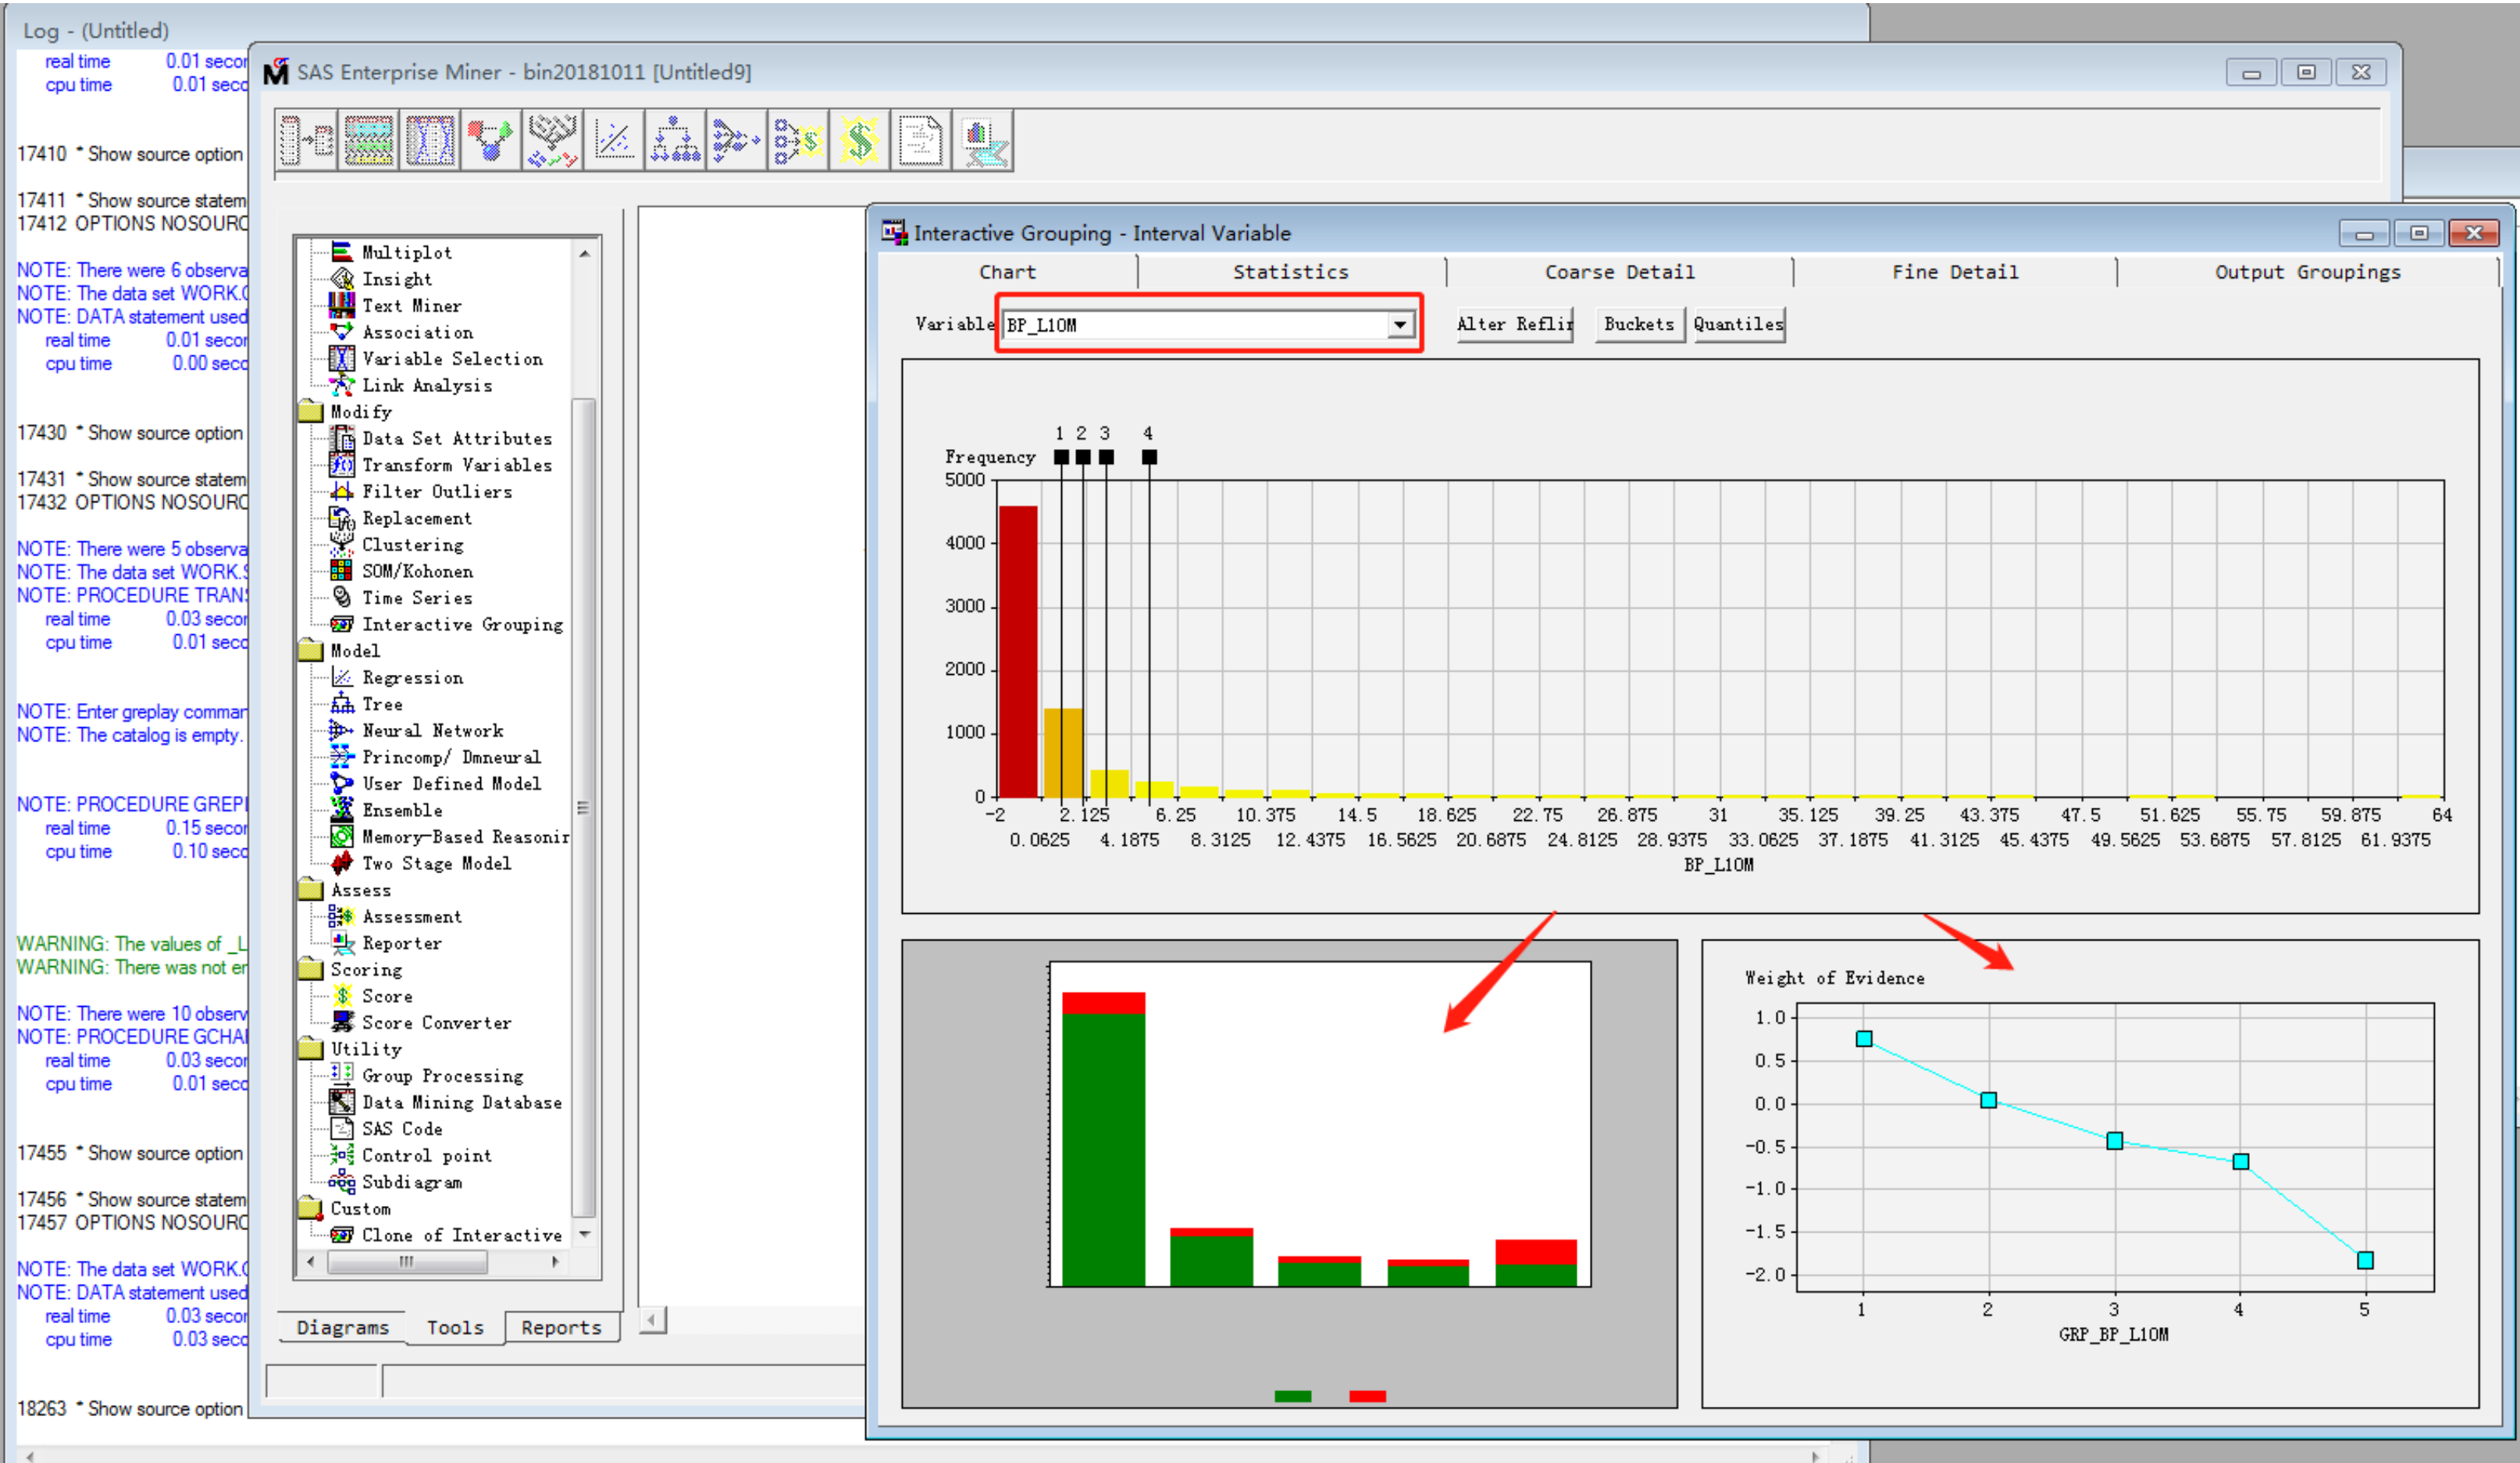 Log - (Untitled)
real time 0.01 secon
cpu time 0.01 seco
17410 * Show source option
17411 * Show source statem
17412 OPTIONS NOSOURC
NOTE: There were 6 observa
NOTE: The data set WORK.
NOTE: DATA statement used
real time 0.01 secon
cpu time 0.00 seco
17430 * Show source option
17431 * Show source statem
17432 OPTIONS NOSOURC
NOTE: There were 5 observa
NOTE: The data set WORK.
NOTE: PROCEDURE TRAN
real time 0.03 secon
cpu time 0.01 seco
NOTE: Enter greplay comman
NOTE: The catalog is empty.
NOTE: PROCEDURE GREP
real time 0.15 secon
cpu time 0.10 seco
WARNING: The values of _L
WARNING: There was not en
NOTE: There were 10 observ
NOTE: PROCEDURE GCHA
real time 0.03 secon
cpu time 0.01 seco
17455 * Show source option
17456 * Show source statem
17457 OPTIONS NOSOURC
NOTE: The data set WORK.
NOTE: DATA statement used
real time 0.03 secon
cpu time 0.03 seco
18263 * Show source option
SAS Enterprise Miner - bin20181011 [Untitled9]
Multiplot
Insight
Text Miner
Association
Variable Selection
Link Analysis
Modify
Data Set Attributes
Transform Variables
Filter Outliers
Replacement
Clustering
SOM/Kohonen
Time Series
Interactive Grouping
Model
Regression
Tree
Neural Network
Princomp/ Dmneural
User Defined Model
Ensemble
Memory-Based Reasonir
Two Stage Model
Assess
Assessment
Reporter
Scoring
Score
Score Converter
Utility
Group Processing
Data Mining Database
SAS Code
Control point
Subdiagram
Custom
Clone of Interactive
Diagrams Tools Reports
Interactive Grouping - Interval Variable
Chart Statistics Coarse Detail Fine Detail Output Groupings
Variable BP_L10M Alter Reflir Buckets Quantiles
1 2 3 4
Frequency
5000
4000
3000
2000
1000
0
-2 2.125 6.25 10.375 14.5 18.625 22.75 26.875 31 35.125 39.25 43.375 47.5 51.625 55.75 59.875 64
0.0625 4.1875 8.3125 12.4375 16.5625 20.6875 24.8125 28.9375 33.0625 37.1875 41.3125 45.4375 49.5625 53.6875 57.8125 61.9375
BP_L10M
Weight of Evidence
1.0
0.5
0.0
-0.5
-1.0
-1.5
-2.0
1 2 3 4 5
GRP_BP_L10M